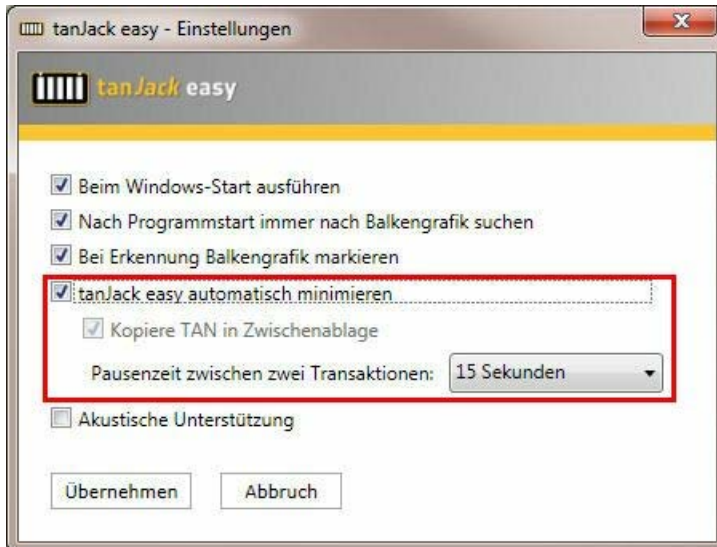 tanJack easy - Einstellungen
tanJack easy
Beim Windows-Start ausführen
Nach Programmstart immer nach Balkengrafik suchen
Bei Erkennung Balkengrafik markieren
tanJack easy automatisch minimieren
Kopiere TAN in Zwischenablage
Pausenzeit zwischen zwei Transaktionen: 15 Sekunden
Akustische Unterstützung
Übernehmen Abbruch